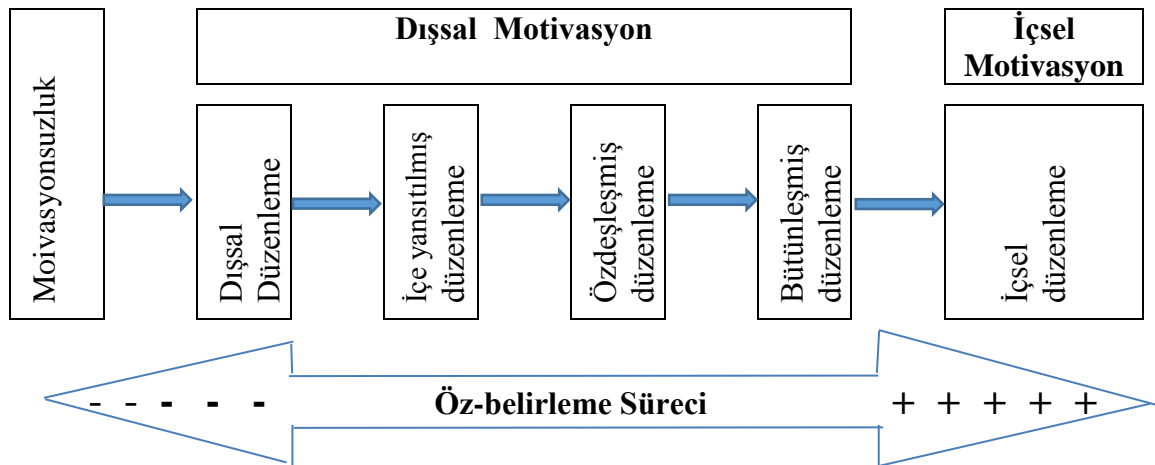 Dışsal Motivasyon
İçsel
Motivasyon
Moivasyonsuzluk
Dışsal
Düzenleme
İçe yansıtılmış
düzenleme
Özdeşleşmiş
düzenleme
Bütünleşmiş
düzenleme
İçsel
düzenleme
- - - - - Öz-belirleme Süreci + + + + +